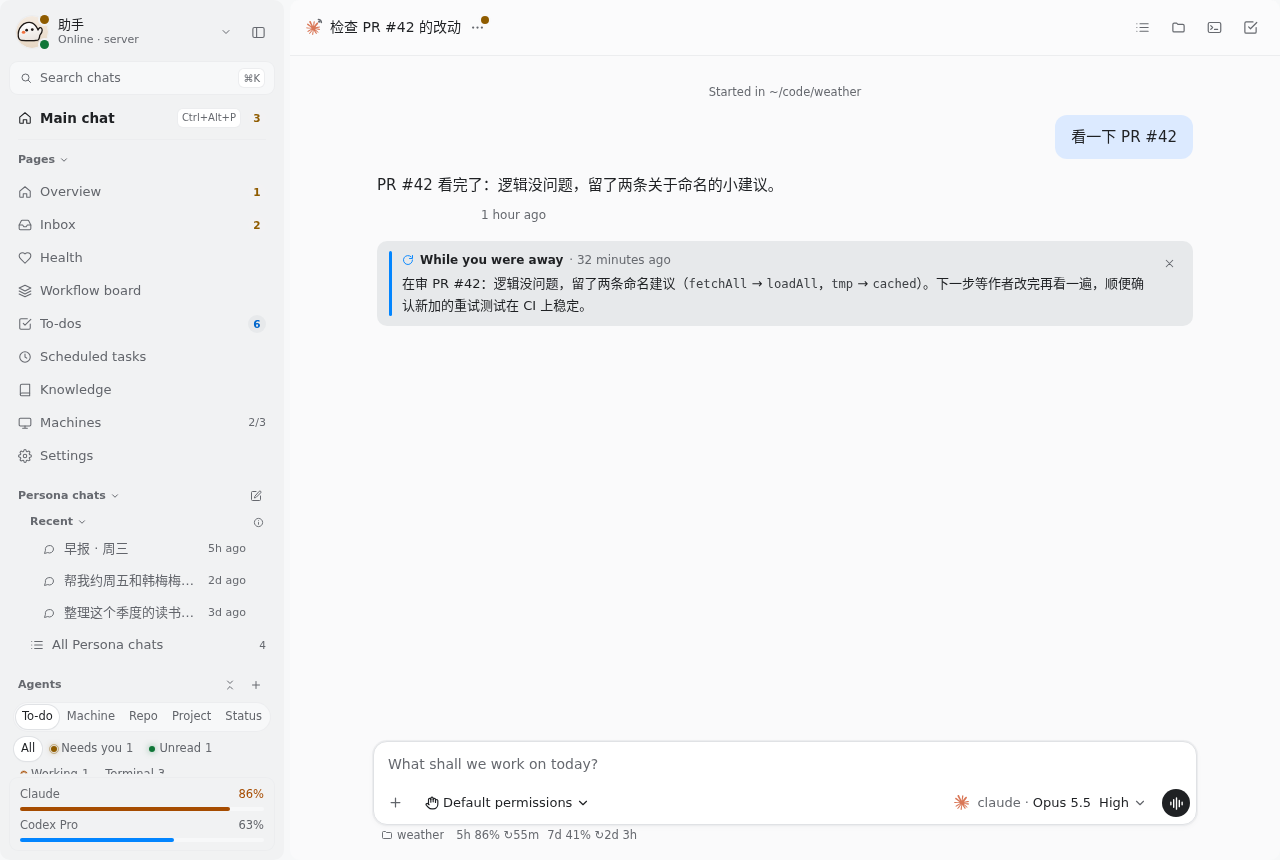 助手
Online · server
Search chats
⌘K
Main chat
Ctrl+Alt+P
3
Pages
Overview
1
Inbox
2
Health
Workflow board
To-dos
6
Scheduled tasks
Knowledge
Machines
2/3
Settings
Persona chats
Recent
早报 · 周三
5h ago
帮我约周五和韩梅梅…
2d ago
整理这个季度的读书…
3d ago
All Persona chats
4
Agents
To-do Machine Repo Project Status
All Needs you 1 Unread 1
Working 1 Terminal 3
Claude 86%
Codex Pro 63%
检查 PR #42 的改动 ···
Started in ~/code/weather
看一下 PR #42
PR #42 看完了：逻辑没问题，留了两条关于命名的小建议。
1 hour ago
While you were away · 32 minutes ago
在审 PR #42：逻辑没问题，留了两条命名建议（fetchAll → loadAll，tmp → cached）。下一步等作者改完再看一遍，顺便确
认新加的重试测试在 CI 上稳定。
What shall we work on today?
Default permissions
claude · Opus 5.5 High
weather 5h 86% ↻55m 7d 41% ↻2d 3h